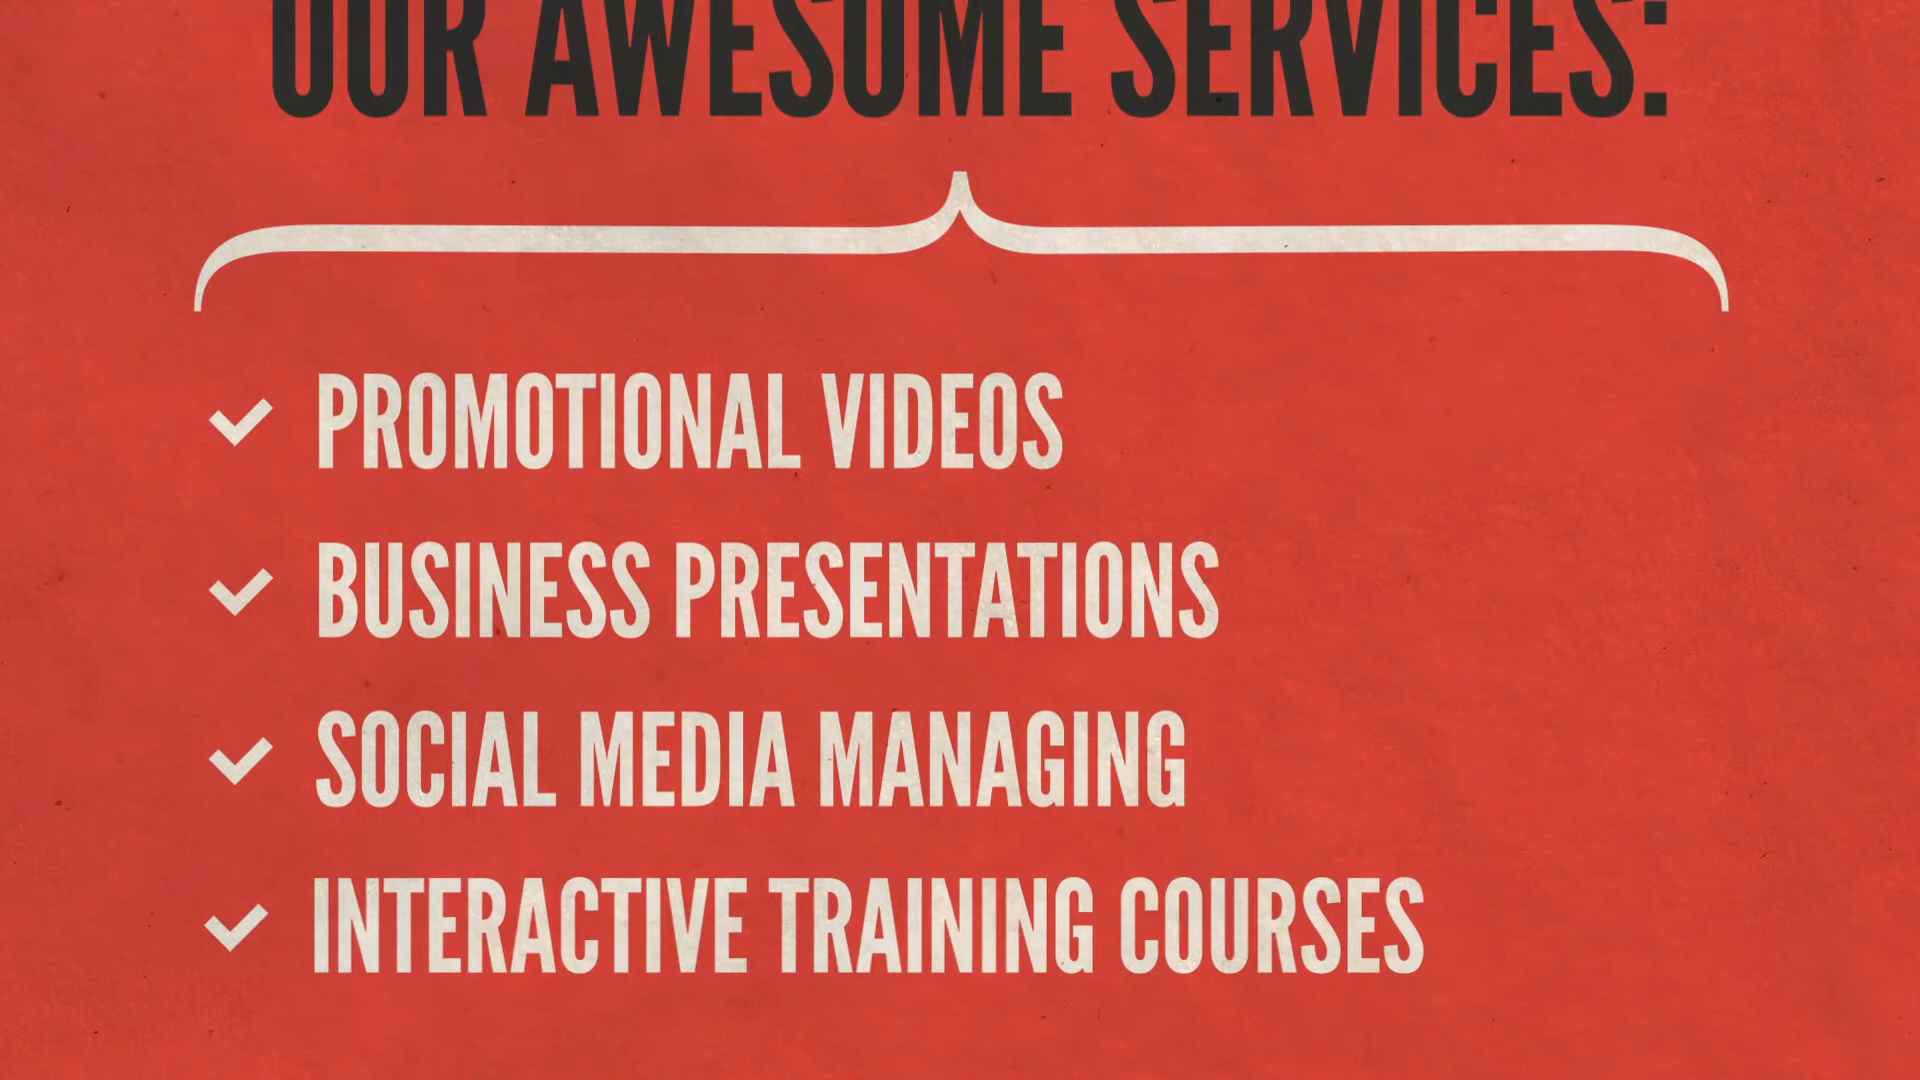 OUR AWESOME SERVICES:
PROMOTIONAL VIDEOS
BUSINESS PRESENTATIONS
SOCIAL MEDIA MANAGING
INTERACTIVE TRAINING COURSES